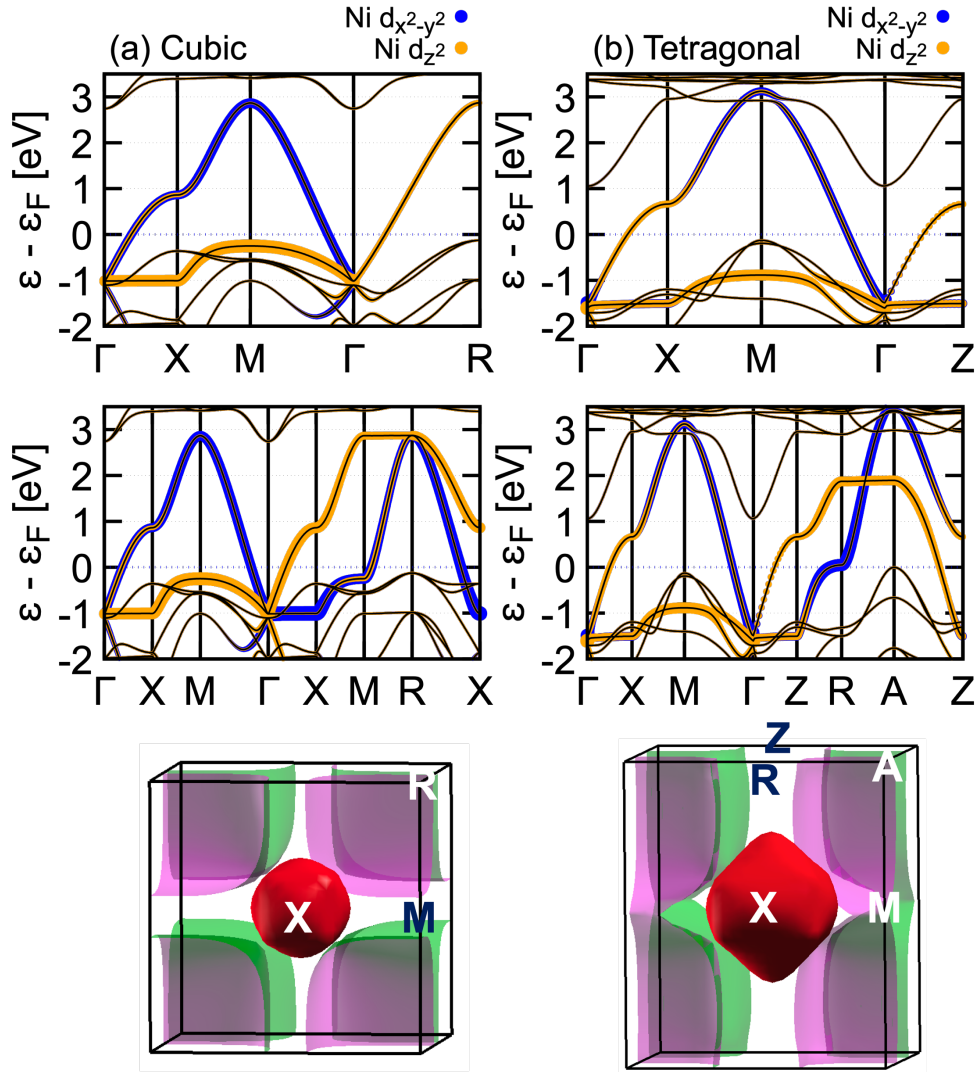 Ni dx²-y² Ni dx²-y²
(a) Cubic Ni dz² (b) Tetragonal Ni dz²
ε - εF [eV] 3 2 1 0 -1 -2 ε - εF [eV] 3 2 1 0 -1 -2
Γ X M Γ R Γ X M Γ Z
ε - εF [eV] 3 2 1 0 -1 -2 ε - εF [eV] 3 2 1 0 -1 -2
Γ X M Γ X M R X Γ X M Γ Z R A Z
Z
R R A
X M X M